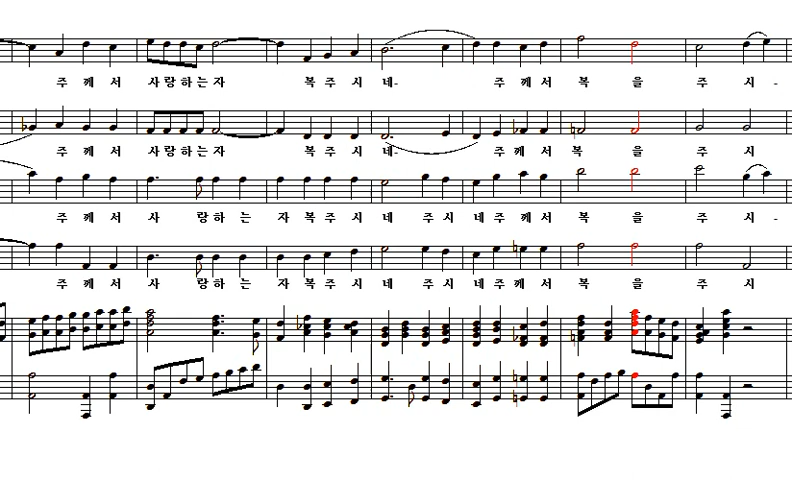 주 께 서 사 랑 하 는 자 복 주 시 네- 주 께 서 복 을 주 시 -
주 께 서 사 랑 하 는 자 복 주 시 네- 주 께 서 복 을 주 시
주 께 서 사 랑 하 는 자 복 주 시 네 주 시 네 주 께 서 복 을 주 시 -
주 께 서 사 랑 하 는 자 복 주 시 네 주 시 네 주 께 서 복 을 주 시